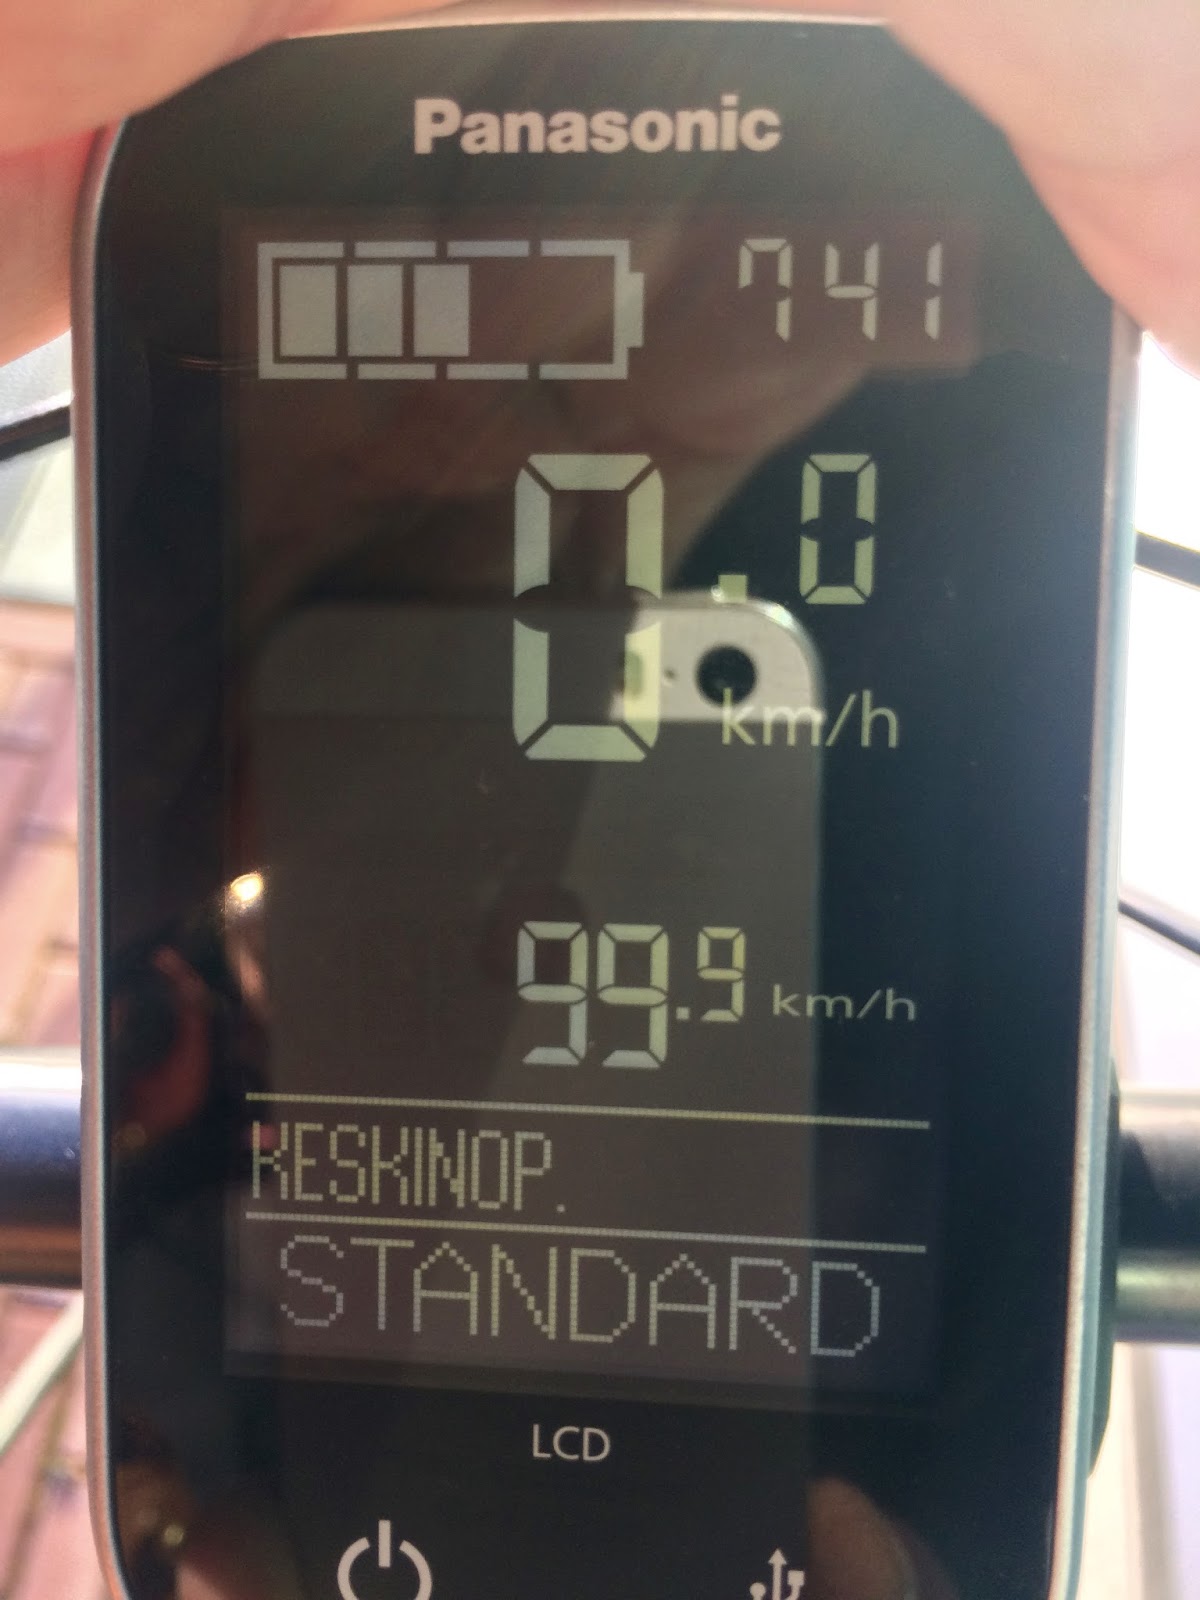 Panasonic
741
0.0
km/h
99.9 km/h
KESKINOP.
STANDARD
LCD